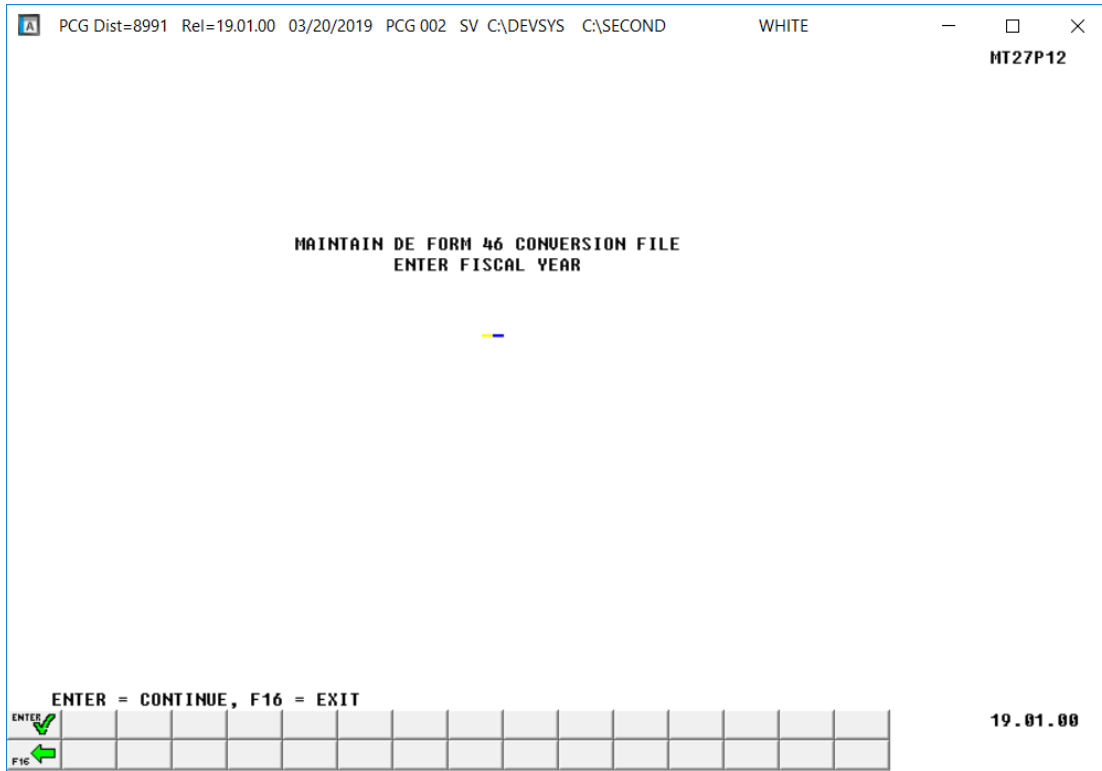 A PCG Dist=8991 Rel=19.01.00 03/20/2019 PCG 002 SV C:\DEVSYS C:\SECOND WHITE
MT27P12
MAINTAIN DE FORM 46 CONVERSION FILE
ENTER FISCAL YEAR
ENTER = CONTINUE, F16 = EXIT
ENTER
19.01.00
F16